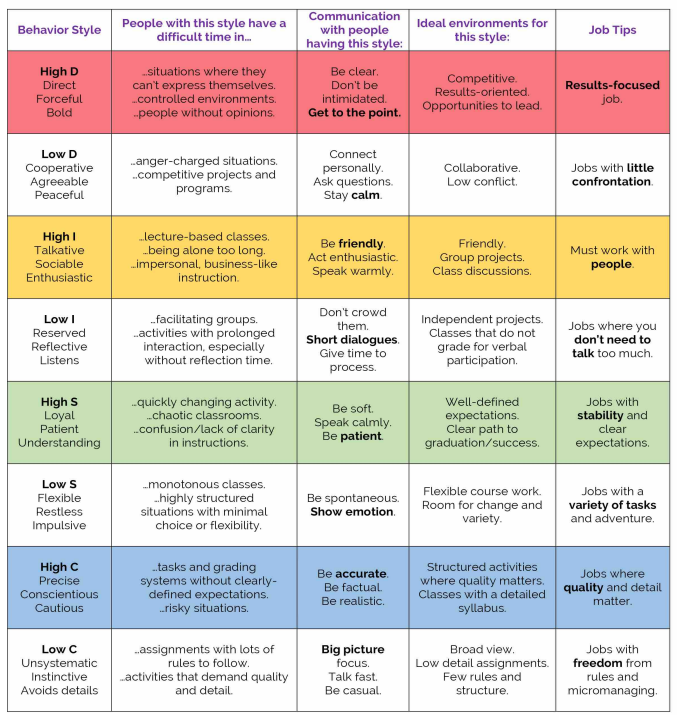 Behavior Style
People with this style have a
difficult time in…
Communication
with people
having this style:
Ideal environments for
this style:
Job Tips
High D
Direct
Forceful
Bold
…situations where they
can't express themselves.
…controlled environments.
…people without opinions.
Be clear.
Don't be
intimidated.
Get to the point.
Competitive.
Results-oriented.
Opportunities to lead.
Results-focused
job.
Low D
Cooperative
Agreeable
Peaceful
…anger-charged situations.
…competitive projects and
programs.
Connect
personally.
Ask questions.
Stay calm.
Collaborative.
Low conflict.
Jobs with little
confrontation.
High I
Talkative
Sociable
Enthusiastic
…lecture-based classes.
…being alone too long.
…impersonal, business-like
instruction.
Be friendly.
Act enthusiastic.
Speak warmly.
Friendly.
Group projects.
Class discussions.
Must work with
people.
Low I
Reserved
Reflective
Listens
…facilitating groups.
…activities with prolonged
interaction, especially
without reflection time.
Don't crowd
them.
Short dialogues.
Give time to
process.
Independent projects.
Classes that do not
grade for verbal
participation.
Jobs where you
don't need to
talk too much.
High S
Loyal
Patient
Understanding
…quickly changing activity.
…chaotic classrooms.
…confusion/lack of clarity
in instructions.
Be soft.
Speak calmly.
Be patient.
Well-defined
expectations.
Clear path to
graduation/success.
Jobs with
stability and
clear
expectations.
Low S
Flexible
Restless
Impulsive
…monotonous classes.
…highly structured
situations with minimal
choice or flexibility.
Be spontaneous.
Show emotion.
Flexible course work.
Room for change and
variety.
Jobs with a
variety of tasks
and adventure.
High C
Precise
Conscientious
Cautious
…tasks and grading
systems without clearly-
defined expectations.
…risky situations.
Be accurate.
Be factual.
Be realistic.
Structured activities
where quality matters.
Classes with a detailed
syllabus.
Jobs where
quality and detail
matter.
Low C
Unsystematic
Instinctive
Avoids details
…assignments with lots of
rules to follow.
…activities that demand quality
and detail.
Big picture
focus.
Talk fast.
Be casual.
Broad view.
Low detail assignments.
Few rules and
structure.
Jobs with
freedom from
rules and
micromanaging.